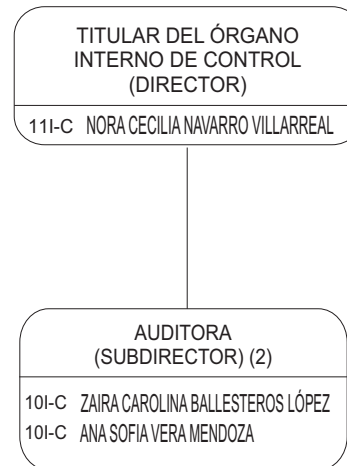 TITULAR DEL ÓRGANO
INTERNO DE CONTROL
(DIRECTOR)
11I-C NORA CECILIA NAVARRO VILLARREAL
AUDITORA
(SUBDIRECTOR) (2)
10I-C ZAIRA CAROLINA BALLESTEROS LÓPEZ
10I-C ANA SOFIA VERA MENDOZA